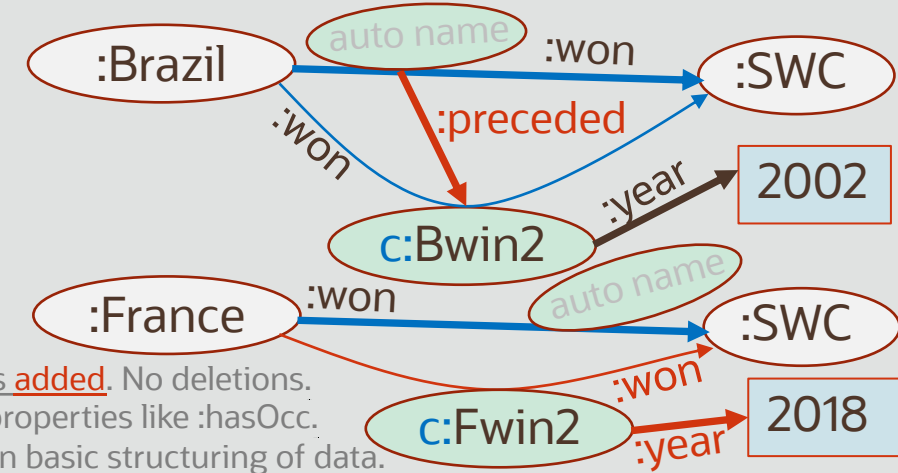 auto name
:Brazil
:won
:SWC
:preceded
:won
:year
2002
c:Bwin2
auto name
:France
:won
:SWC
s added. No deletions.
:won
properties like :hasOcc.
c:Fwin2
:year
2018
n basic structuring of data.